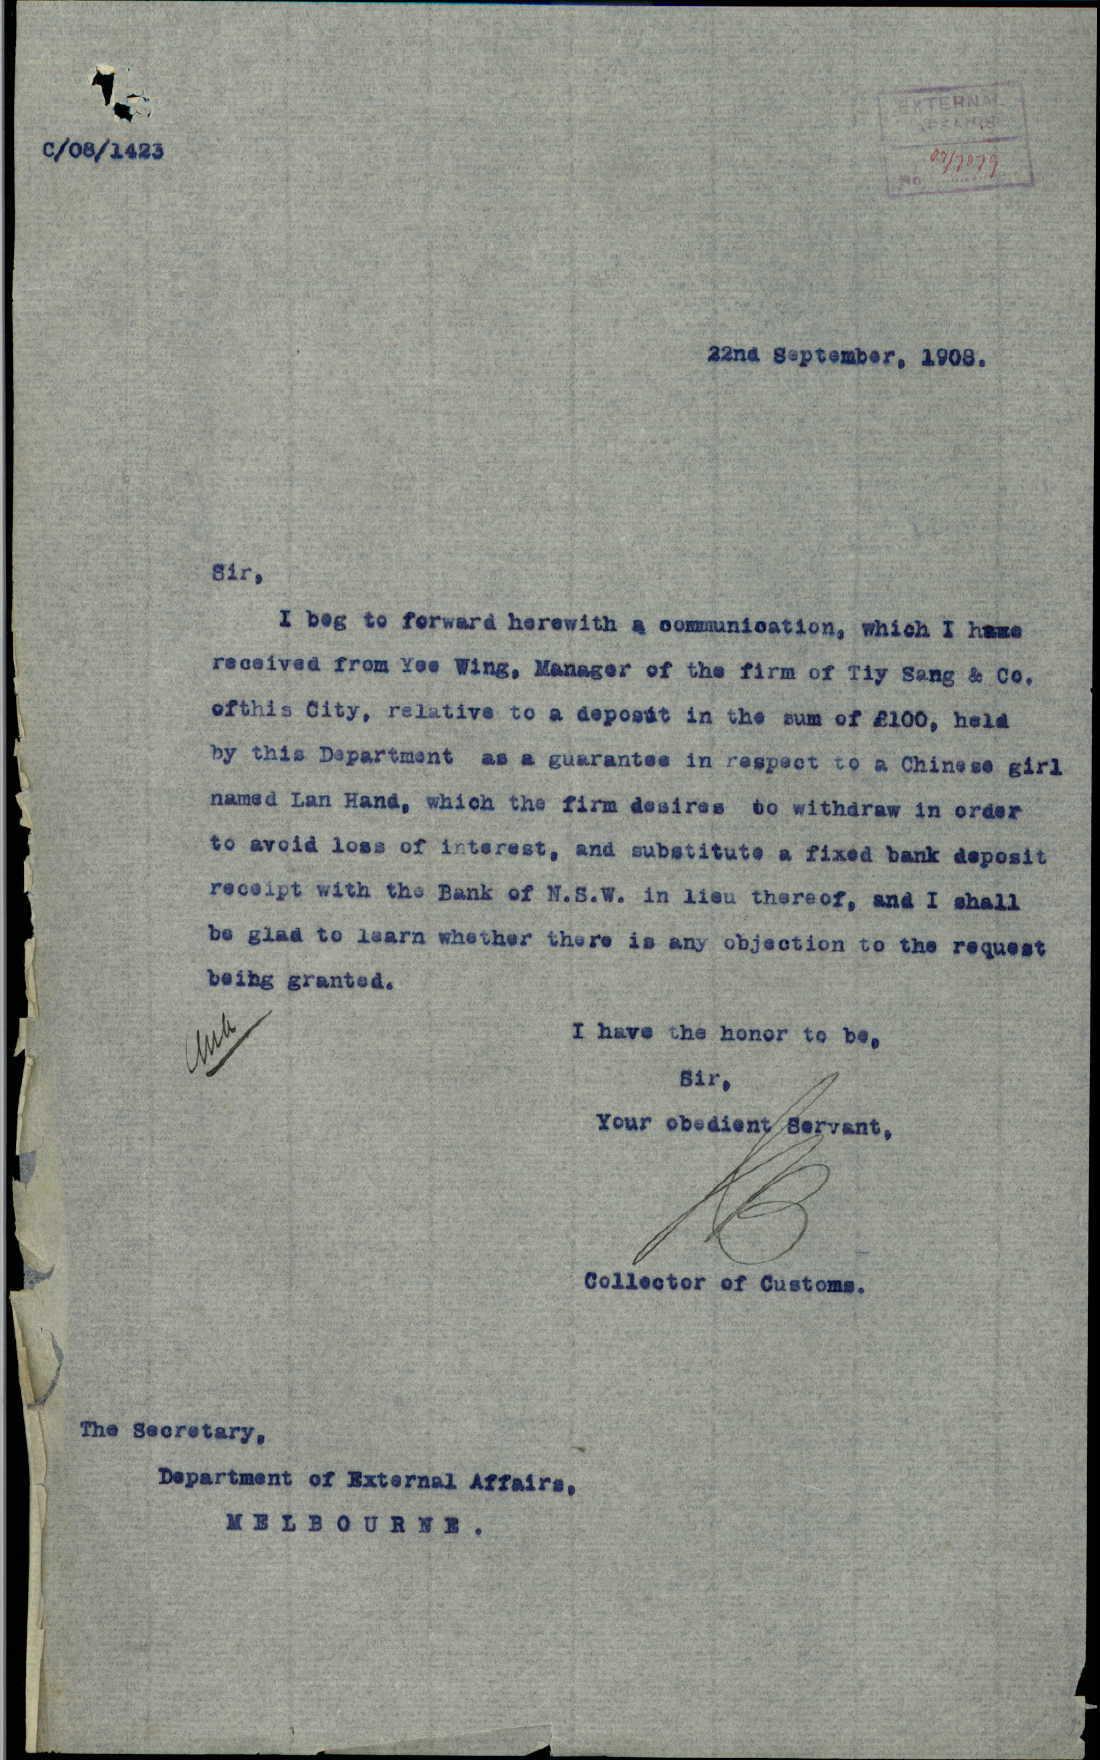 C/08/1423
EXTERNAL
AFFAIRS
No.
22nd September, 1908.
Sir,
I beg to forward herewith a communication, which I have
received from Yee Wing, Manager of the firm of Tiy Sang & Co.
ofthis City, relative to a deposit in the sum of £100, held
by this Department as a guarantee in respect to a Chinese girl
named Lan Hand, which the firm desires to withdraw in order
to avoid loss of interest, and substitute a fixed bank deposit
receipt with the Bank of N.S.W. in lieu thereof, and I shall
be glad to learn whether there is any objection to the request
being granted.
I have the honor to be,
Sir,
Your obedient Servant,
Collector of Customs.
The Secretary,
Department of External Affairs,
MELBOURNE.